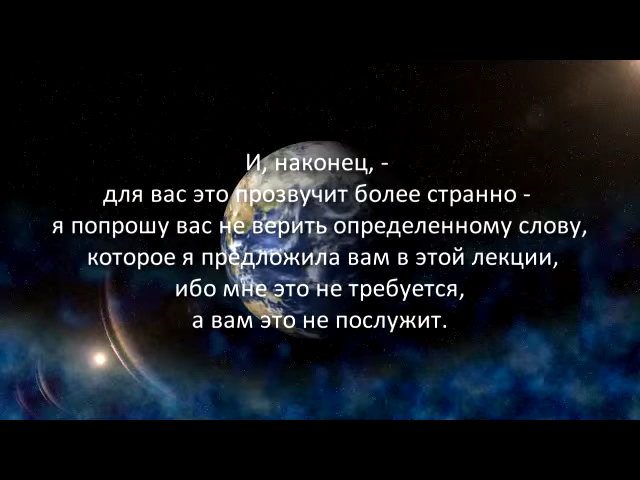 И, наконец, -
для вас это прозвучит более странно -
я попрошу вас не верить определенному слову,
которое я предложила вам в этой лекции,
ибо мне это не требуется,
а вам это не послужит.